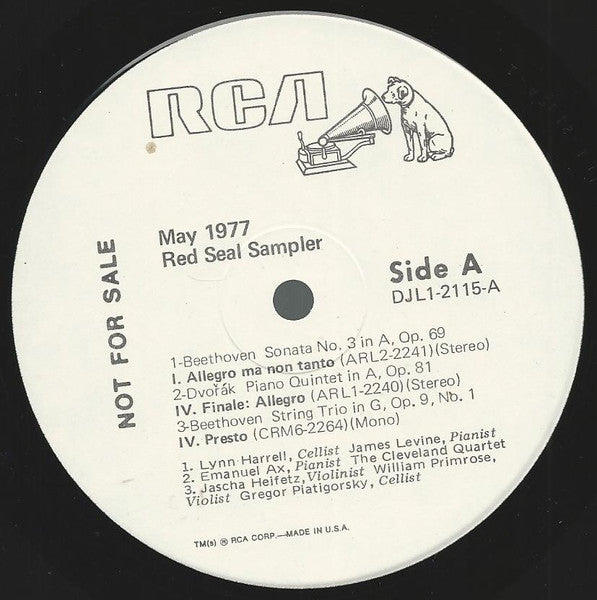 RCA
May 1977
Red Seal Sampler
NOT FOR SALE
Side A
DJL1-2115-A
1-Beethoven Sonata No. 3 in A, Op. 69
I. Allegro ma non tanto (ARL2-2241)(Stereo)
2-Dvořák Piano Quintet in A, Op. 81
IV. Finale: Allegro (ARL1-2240)(Stereo)
3-Beethoven String Trio in G, Op. 9, No. 1
IV. Presto (CRM6-2264)(Mono)
1. Lynn Harrell, Cellist James Levine, Pianist
2. Emanuel Ax, Pianist The Cleveland Quartet
3. Jascha Heifetz, Violinist William Primrose,
Violist Gregor Piatigorsky, Cellist
TM(s) ® RCA CORP.—MADE IN U.S.A.